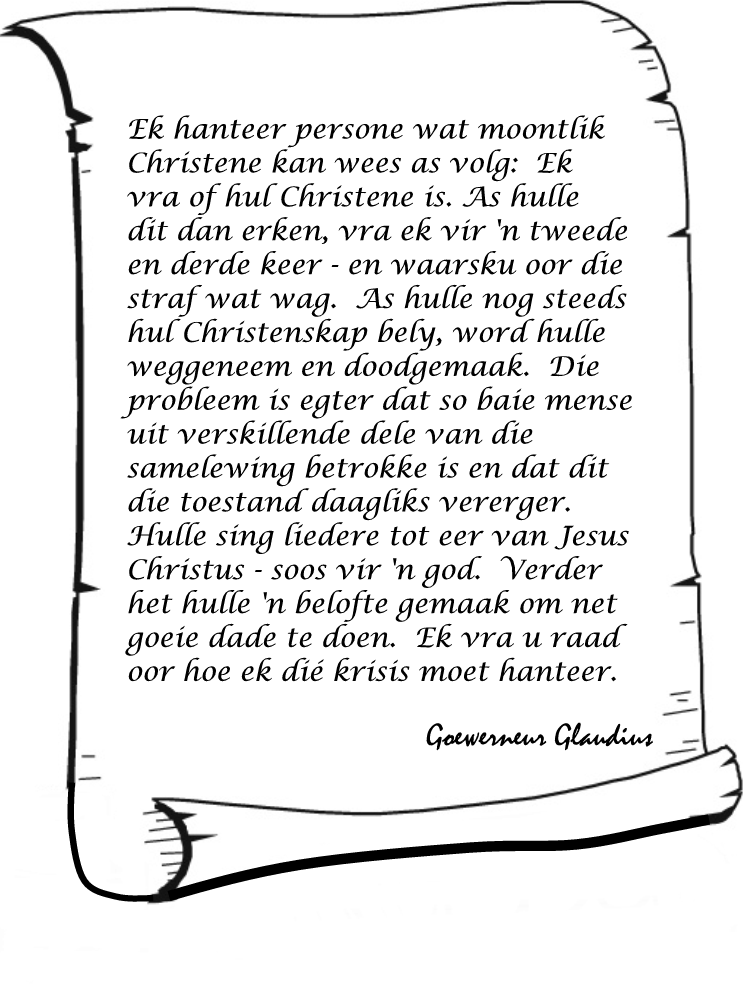 Ek hanteer persone wat moontlik
Christene kan wees as volg:  Ek
vra of hul Christene is. As hulle
dit dan erken, vra ek vir 'n tweede
en derde keer - en waarsku oor die
straf wat wag.  As hulle nog steeds
hul Christenskap bely, word hulle
weggeneem en doodgemaak.  Die
probleem is egter dat so baie mense
uit verskillende dele van die
samelewing betrokke is en dat dit
die toestand daagliks vererger.
Hulle sing liedere tot eer van Jesus
Christus - soos vir 'n god.  Verder
het hulle 'n belofte gemaak om net
goeie dade te doen.  Ek vra u raad
oor hoe ek dié krisis moet hanteer.
Goewerneur Glaudius